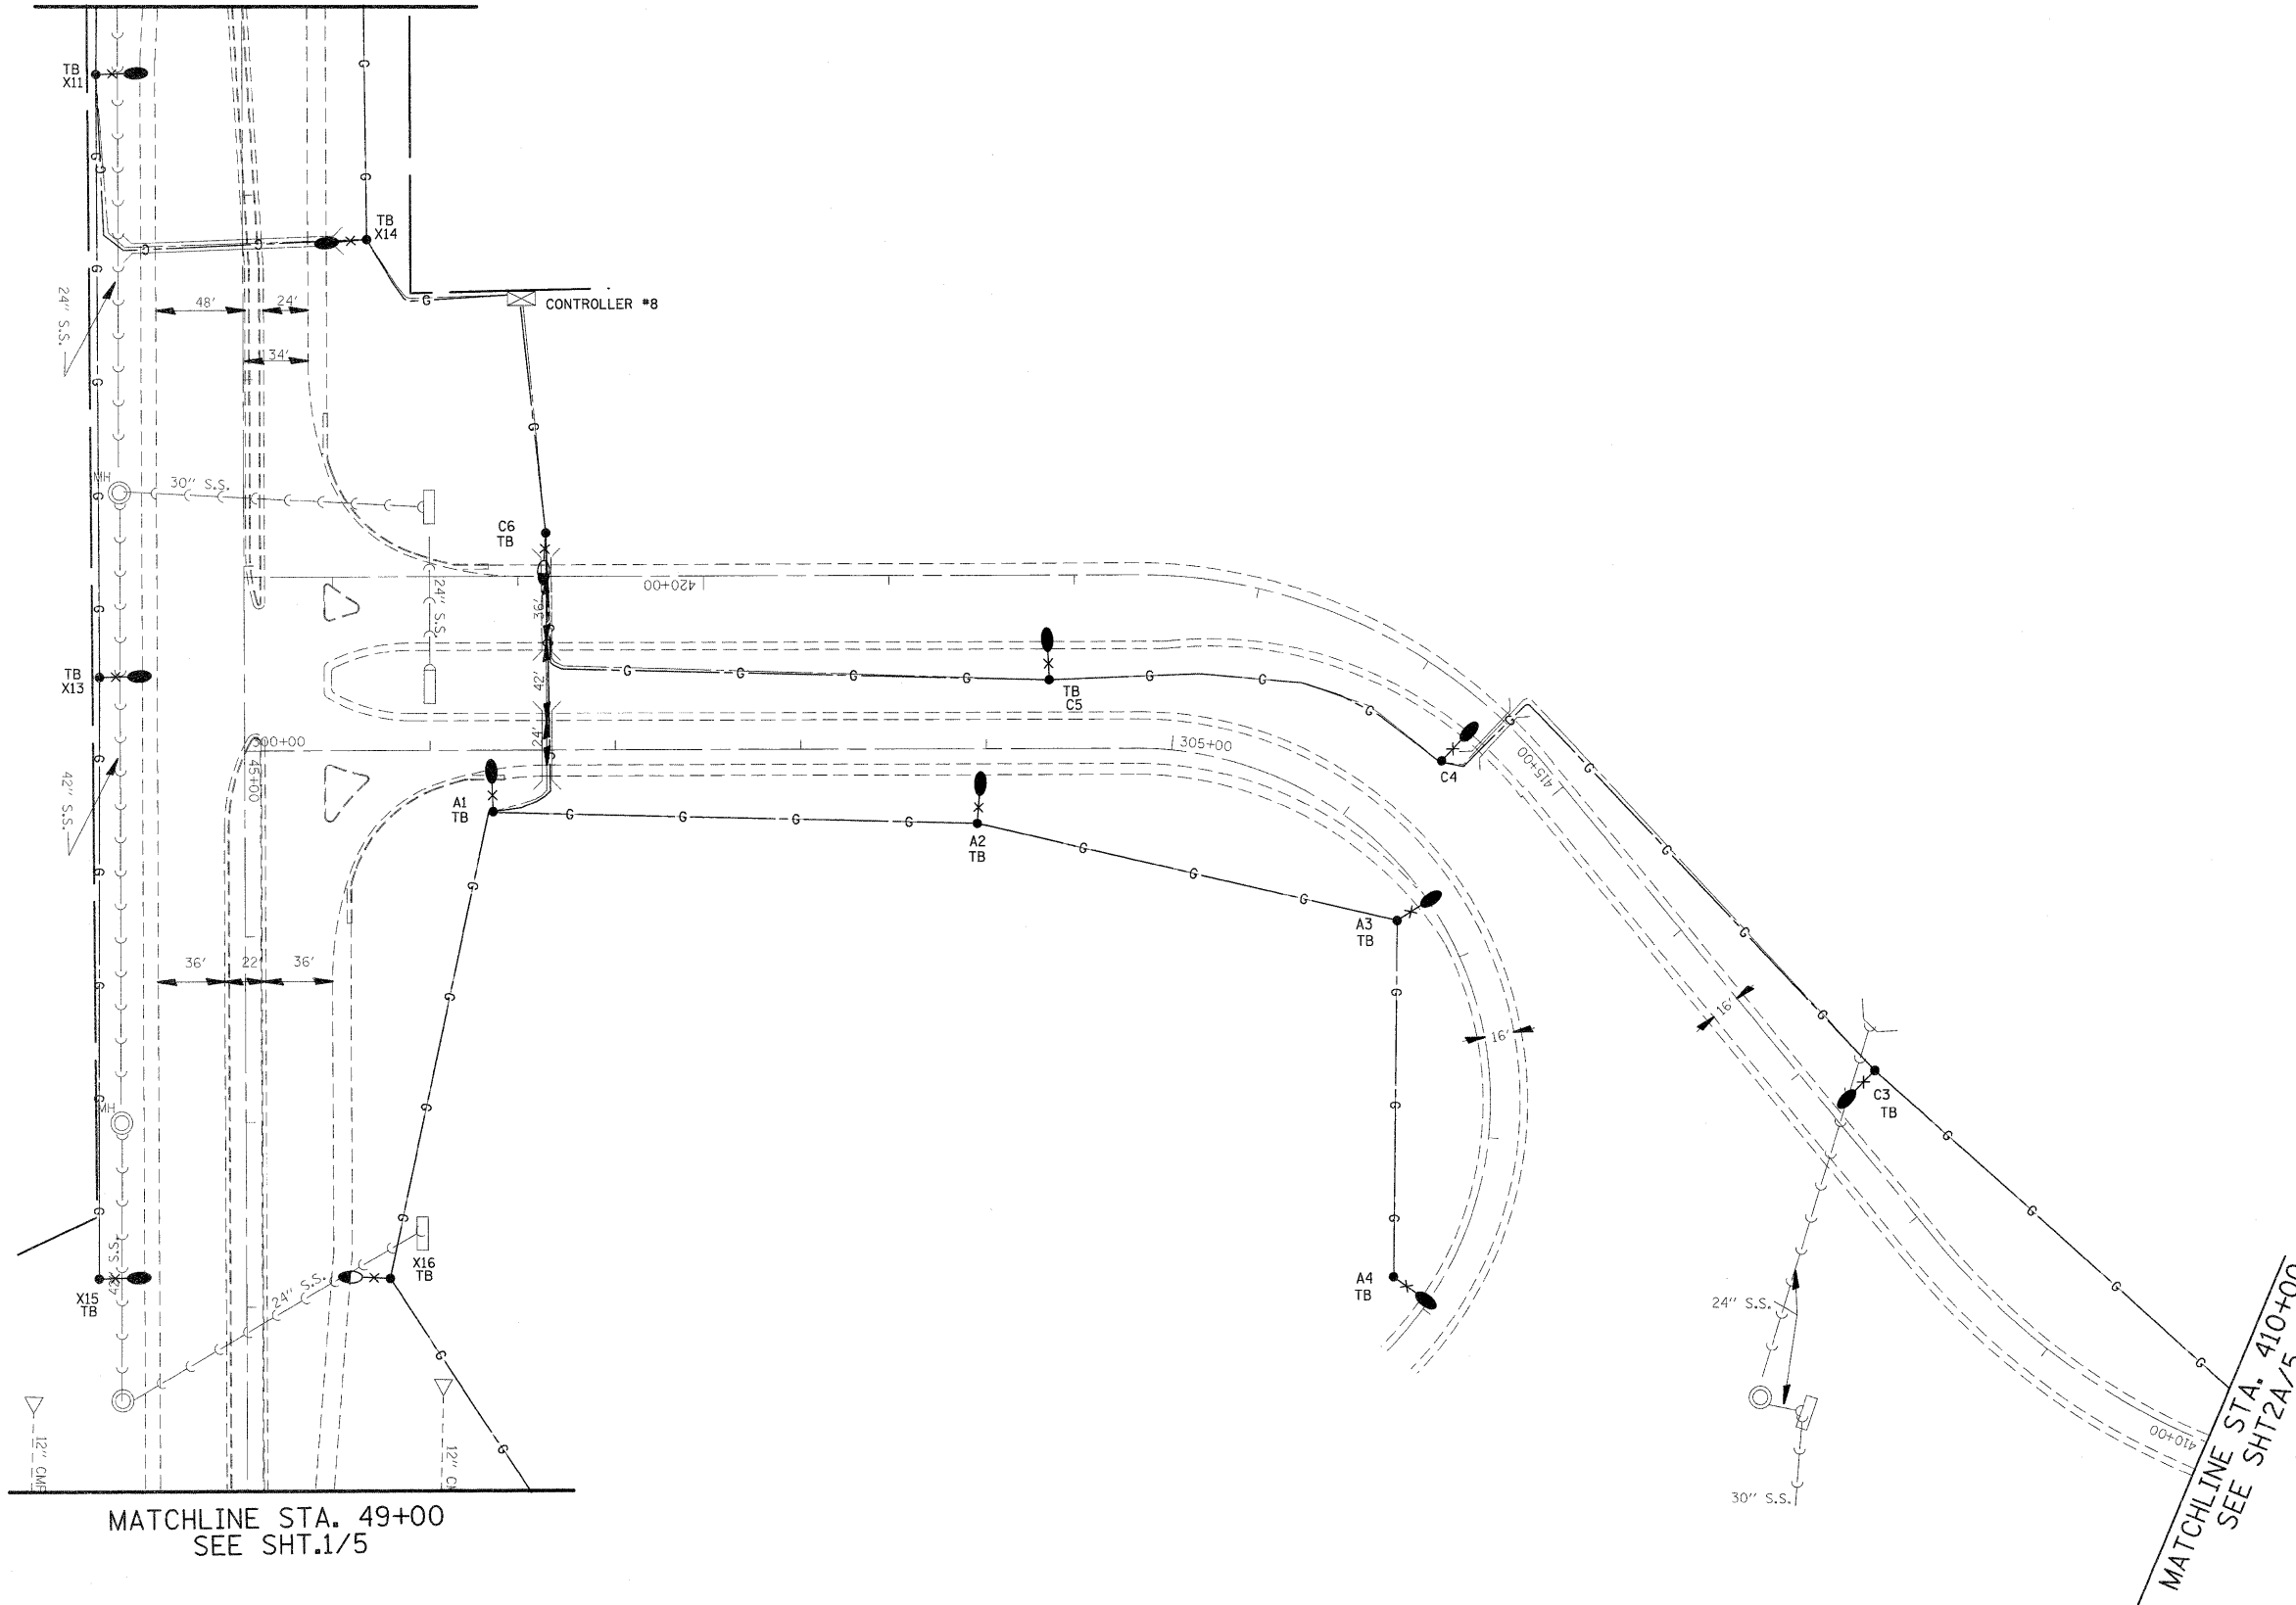 TB
X11
TB
X14
24" S.S.
48'
24'
CONTROLLER #8
34'
MH
30" S.S.
C6
TB
420+00
36'
24" S.S.
TB
X13
42'
TB
C5
24'
300+00
305+00
45+00
C4
415+00
42" S.S.
A1
TB
A2
TB
A3
TB
36'
22'
36'
16'
16'
C3
TB
MH
42" S.S.
X16
TB
X15
TB
24" S.S.
A4
TB
24" S.S.
12" CMP
410+00
30" S.S.
MATCHLINE STA. 49+00
SEE SHT.1/5
MATCHLINE STA. 410+00
SEE SHT2A/5